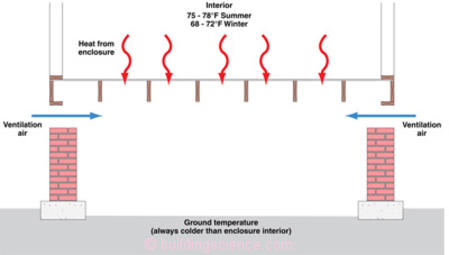 Interior
75 - 78°F Summer
68 - 72°F Winter
Heat from
enclosure
Ventilation
air
Ventilation
air
Ground temperature
(always colder than enclosure interior)
© buildingscience.com